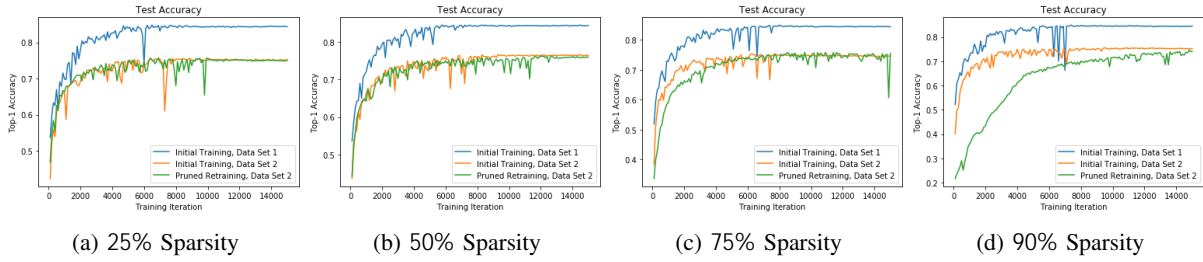 Test Accuracy
Top-1 Accuracy
0.8
0.7
0.6
0.5
0 2000 4000 6000 8000 10000 12000 14000
Training Iteration
Initial Training, Data Set 1
Initial Training, Data Set 2
Pruned Retraining, Data Set 2
(a) 25% Sparsity
Test Accuracy
Top-1 Accuracy
0.8
0.7
0.6
0.5
0 2000 4000 6000 8000 10000 12000 14000
Training Iteration
Initial Training, Data Set 1
Initial Training, Data Set 2
Pruned Retraining, Data Set 2
(b) 50% Sparsity
Test Accuracy
Top-1 Accuracy
0.8
0.7
0.6
0.5
0.4
0 2000 4000 6000 8000 10000 12000 14000
Training Iteration
Initial Training, Data Set 1
Initial Training, Data Set 2
Pruned Retraining, Data Set 2
(c) 75% Sparsity
Test Accuracy
Top-1 Accuracy
0.8
0.7
0.6
0.5
0.4
0.3
0.2
0 2000 4000 6000 8000 10000 12000 14000
Training Iteration
Initial Training, Data Set 1
Initial Training, Data Set 2
Pruned Retraining, Data Set 2
(d) 90% Sparsity